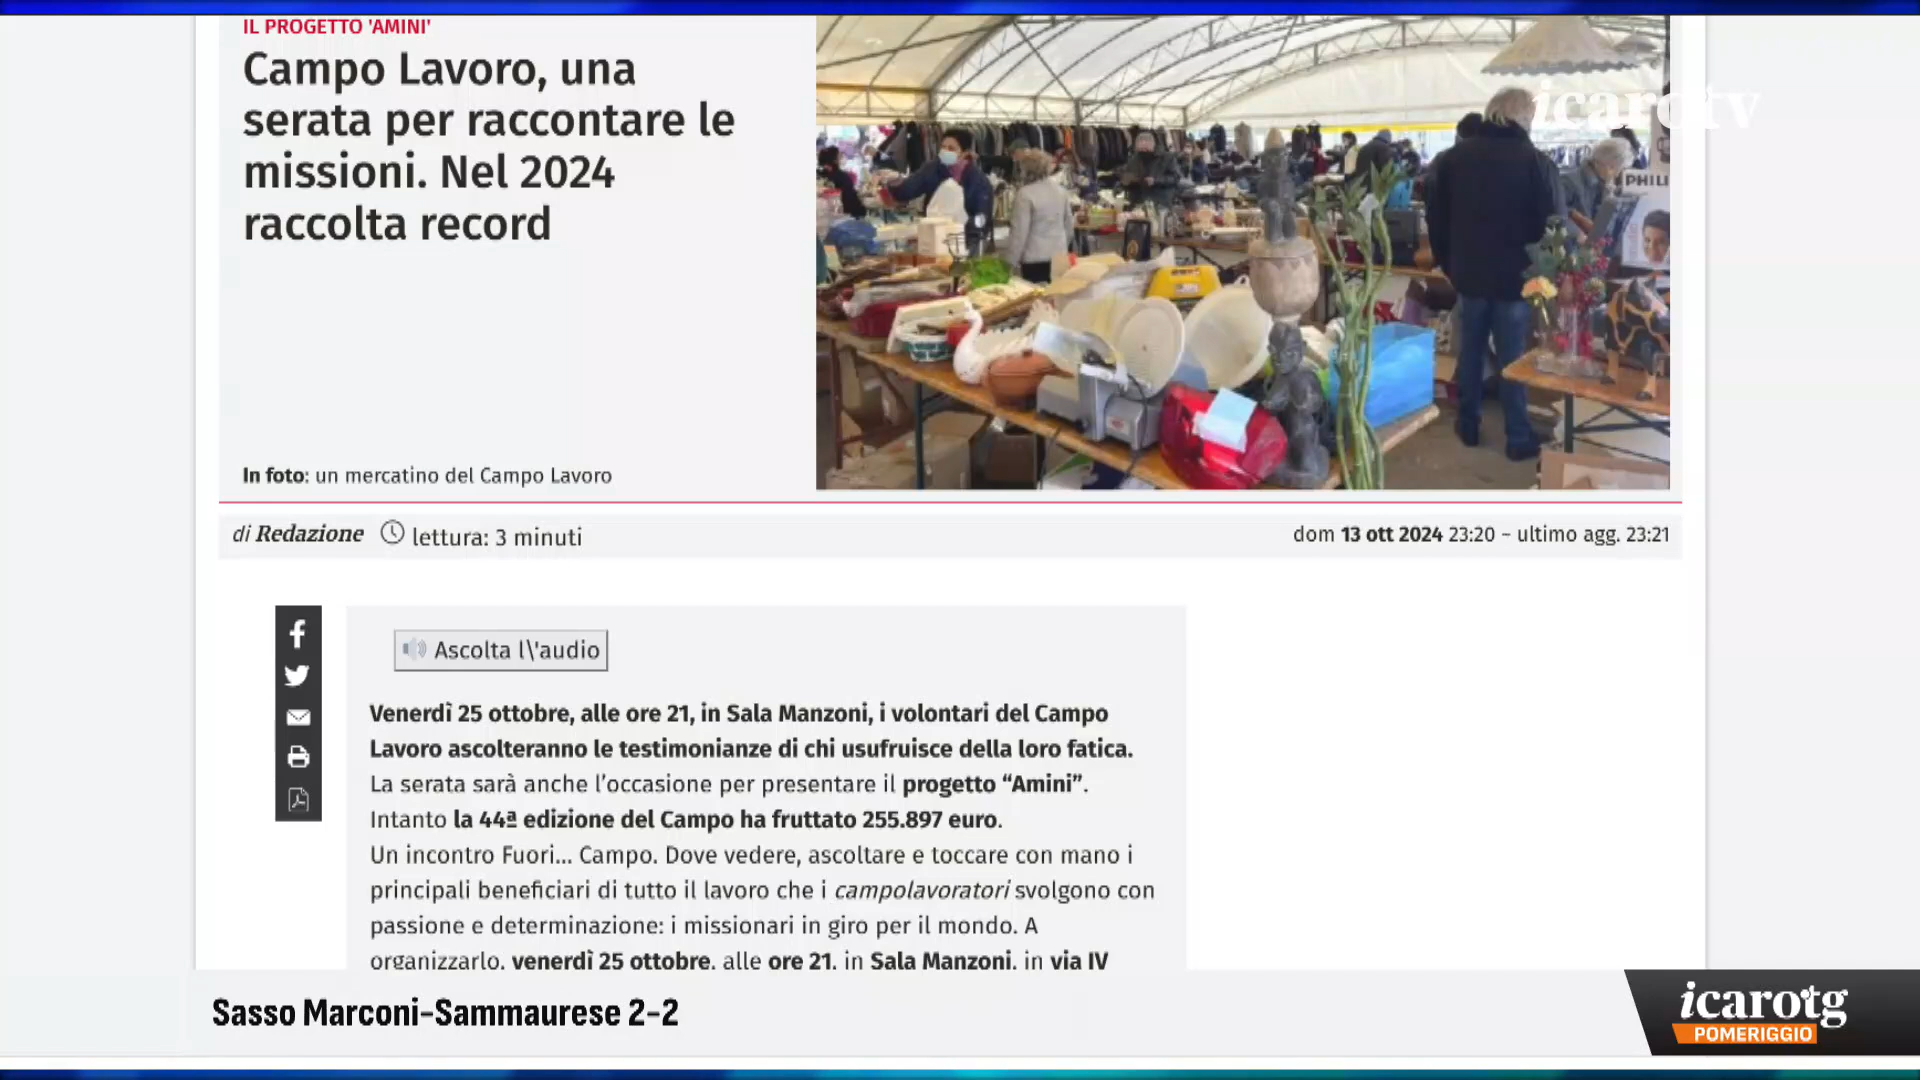 IL PROGETTO 'AMINI'
Campo Lavoro, una
serata per raccontare le
missioni. Nel 2024
raccolta record
icarotv
PHILI
In foto: un mercatino del Campo Lavoro
di Redazione lettura: 3 minuti
dom 13 ott 2024 23:20 - ultimo agg. 23:21
Ascolta l\'audio
Venerdì 25 ottobre, alle ore 21, in Sala Manzoni, i volontari del Campo
Lavoro ascolteranno le testimonianze di chi usufruisce della loro fatica.
La serata sarà anche l’occasione per presentare il progetto “Amini”.
Intanto la 44ª edizione del Campo ha fruttato 255.897 euro.
Un incontro Fuori… Campo. Dove vedere, ascoltare e toccare con mano i
principali beneficiari di tutto il lavoro che i campolavoratori svolgono con
passione e determinazione: i missionari in giro per il mondo. A
organizzarlo, venerdì 25 ottobre, alle ore 21, in Sala Manzoni, in via IV
Sasso Marconi-Sammaurese 2-2
icarotg
POMERIGGIO